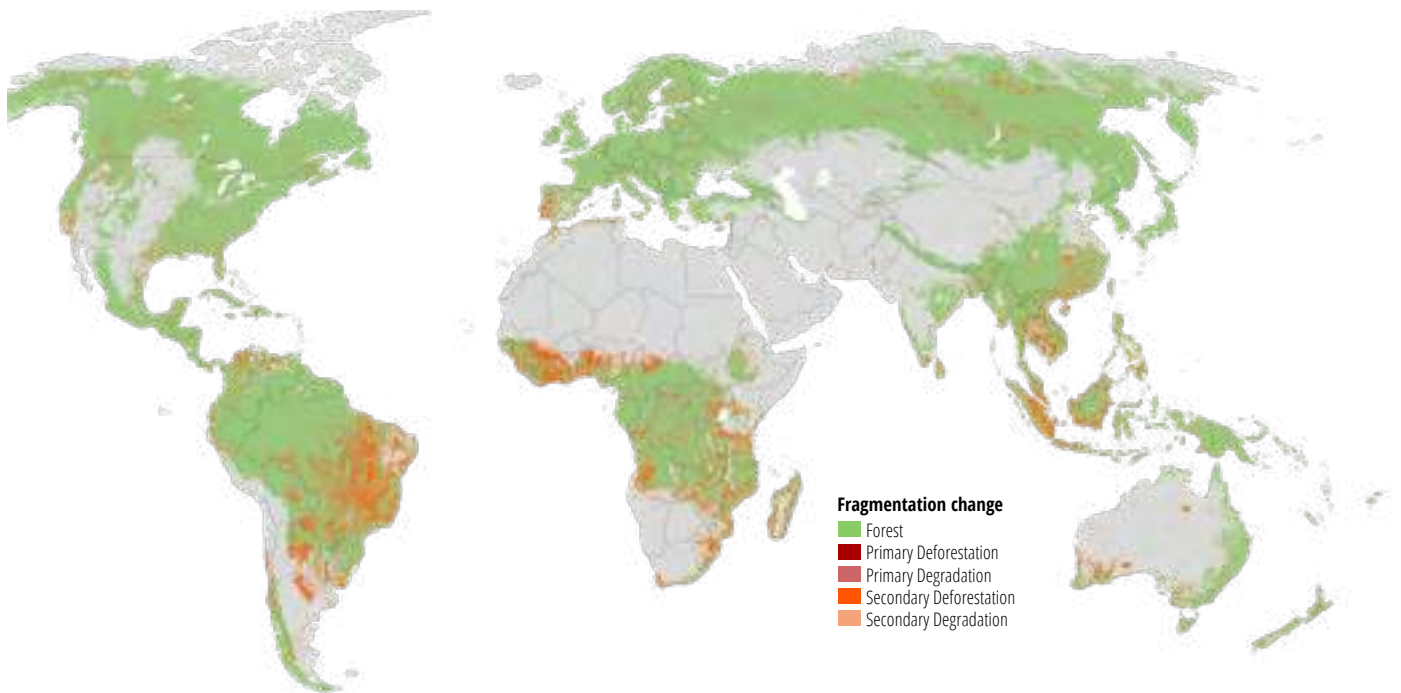 Fragmentation change
Forest
Primary Deforestation
Primary Degradation
Secondary Deforestation
Secondary Degradation